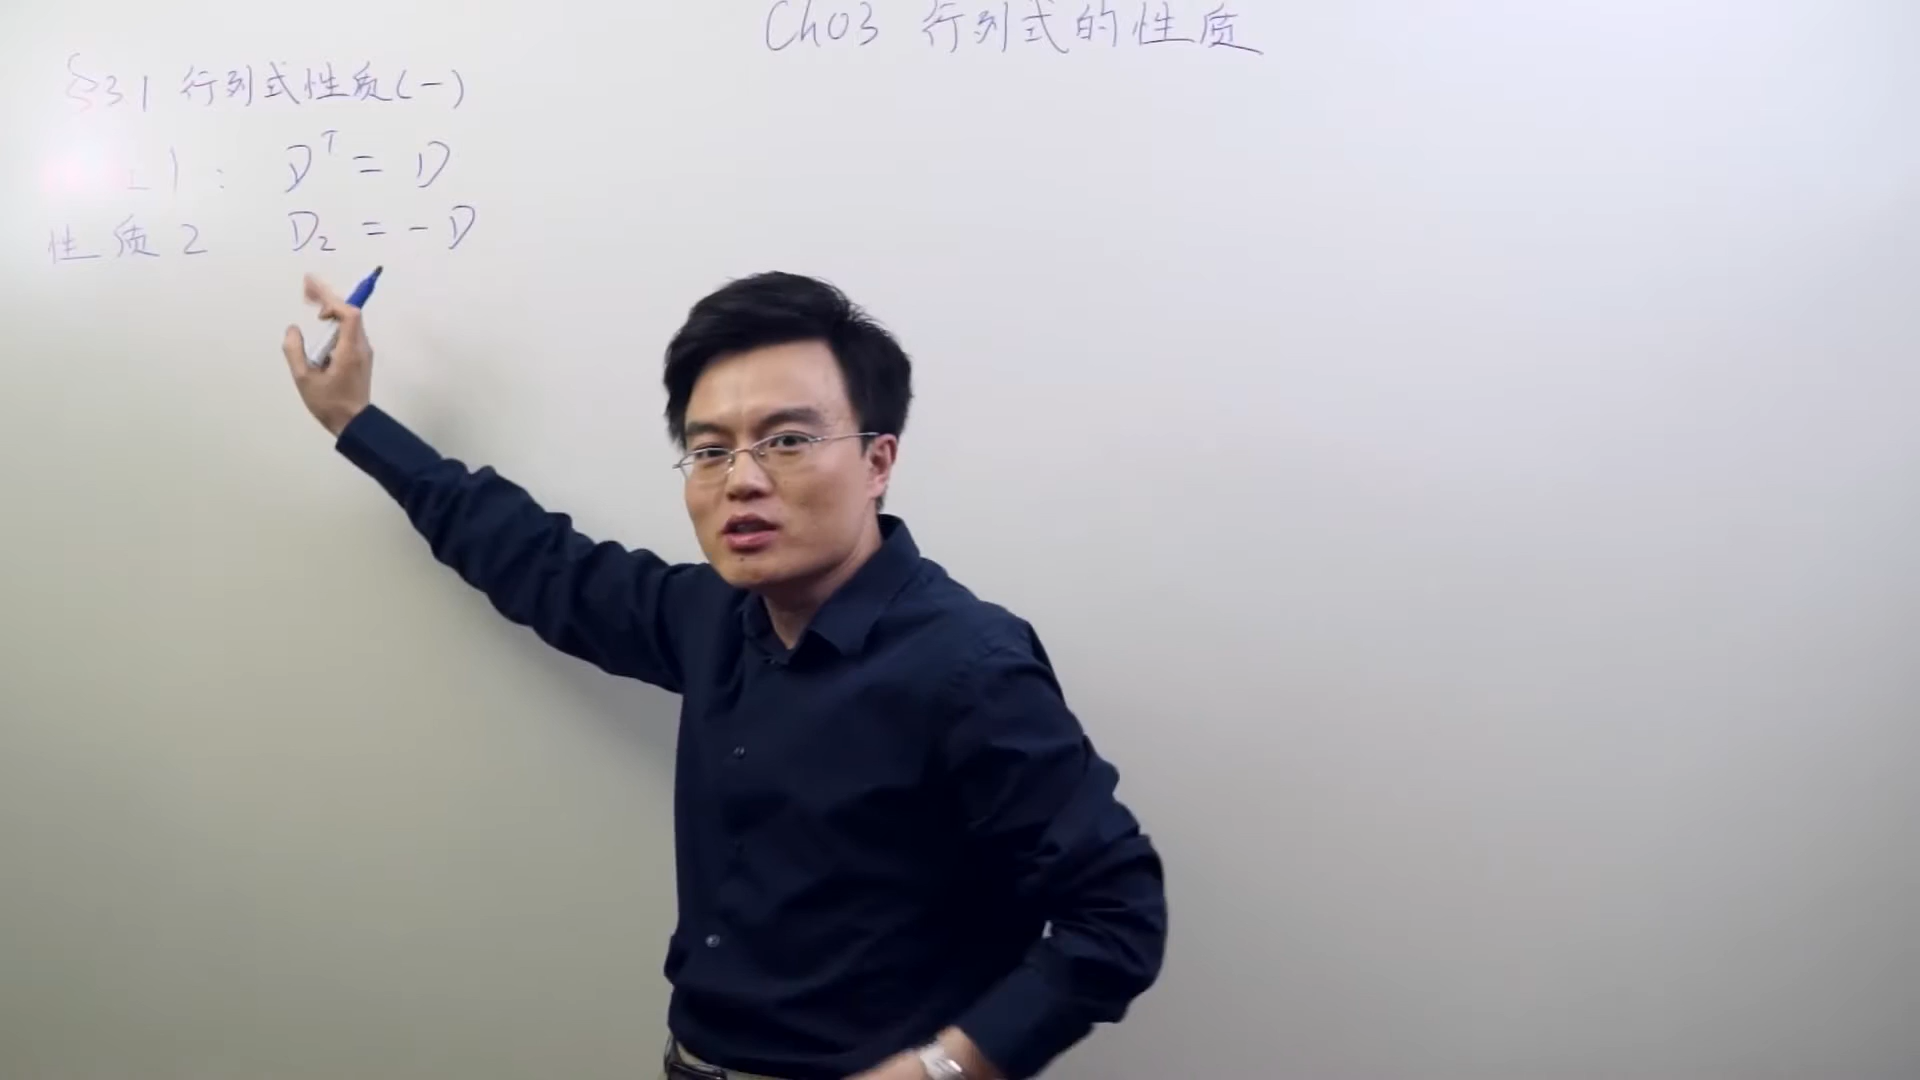 Ch03 行列式的性质
§3.1 行列式性质(一)
1: Dᵀ = D
性质2 D₂ = -D